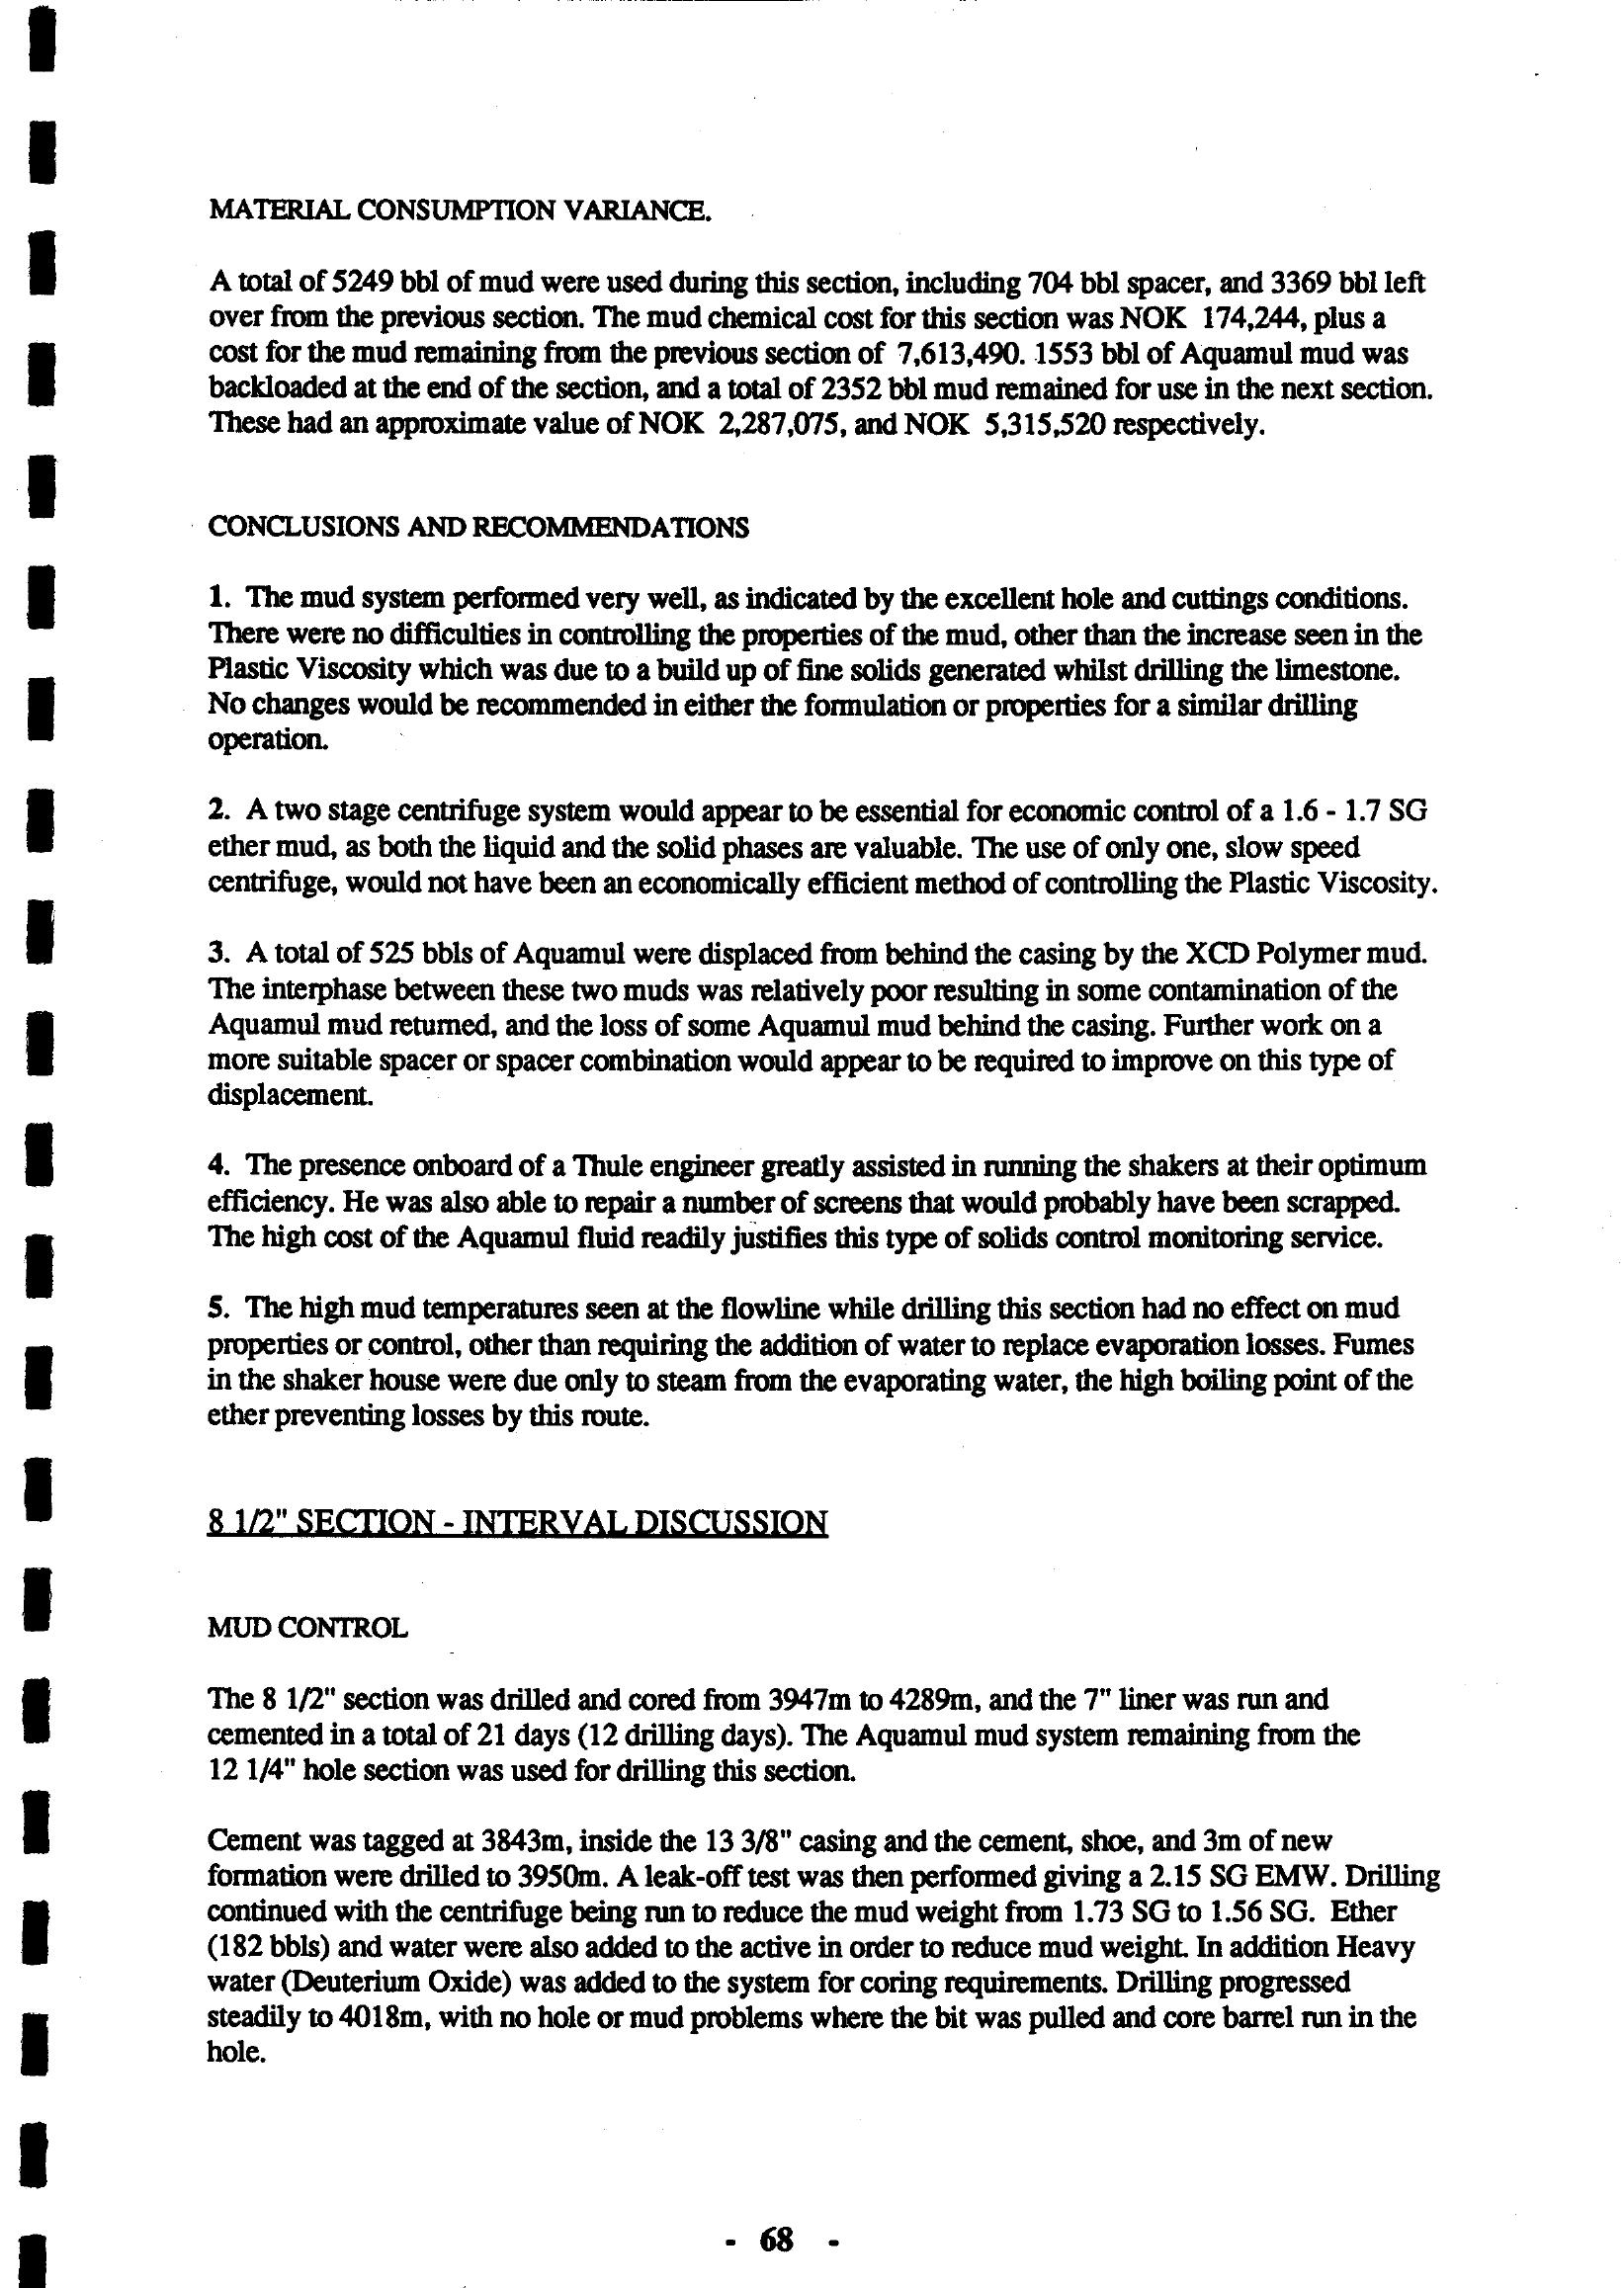 MATERIAL CONSUMPTION VARIANCE.
A total of 5249 bbl of mud were used during this section, including 704 bbl spacer, and 3369 bbl left
over from the previous section. The mud chemical cost for this section was NOK 174,244, plus a
cost for the mud remaining from the previous section of 7,613,490. 1553 bbl of Aquamul mud was
backloaded at the end of the section, and a total of 2352 bbl mud remained for use in the next section.
These had an approximate value of NOK 2,287,075, and NOK 5,315,520 respectively.
CONCLUSIONS AND RECOMMENDATIONS
1. The mud system performed very well, as indicated by the excellent hole and cuttings conditions.
There were no difficulties in controlling the properties of the mud, other than the increase seen in the
Plastic Viscosity which was due to a build up of fine solids generated whilst drilling the limestone.
No changes would be recommended in either the formulation or properties for a similar drilling
operation.
2. A two stage centrifuge system would appear to be essential for economic control of a 1.6 - 1.7 SG
ether mud, as both the liquid and the solid phases are valuable. The use of only one, slow speed
centrifuge, would not have been an economically efficient method of controlling the Plastic Viscosity.
3. A total of 525 bbls of Aquamul were displaced from behind the casing by the XCD Polymer mud.
The interphase between these two muds was relatively poor resulting in some contamination of the
Aquamul mud returned, and the loss of some Aquamul mud behind the casing. Further work on a
more suitable spacer or spacer combination would appear to be required to improve on this type of
displacement.
4. The presence onboard of a Thule engineer greatly assisted in running the shakers at their optimum
efficiency. He was also able to repair a number of screens that would probably have been scrapped.
The high cost of the Aquamul fluid readily justifies this type of solids control monitoring service.
5. The high mud temperatures seen at the flowline while drilling this section had no effect on mud
properties or control, other than requiring the addition of water to replace evaporation losses. Fumes
in the shaker house were due only to steam from the evaporating water, the high boiling point of the
ether preventing losses by this route.
8 1/2" SECTION - INTERVAL DISCUSSION
MUD CONTROL
The 8 1/2" section was drilled and cored from 3947m to 4289m, and the 7" liner was run and
cemented in a total of 21 days (12 drilling days). The Aquamul mud system remaining from the
12 1/4" hole section was used for drilling this section.
Cement was tagged at 3843m, inside the 13 3/8" casing and the cement, shoe, and 3m of new
formation were drilled to 3950m. A leak-off test was then performed giving a 2.15 SG EMW. Drilling
continued with the centrifuge being run to reduce the mud weight from 1.73 SG to 1.56 SG. Ether
(182 bbls) and water were also added to the active in order to reduce mud weight. In addition Heavy
water (Deuterium Oxide) was added to the system for coring requirements. Drilling progressed
steadily to 4018m, with no hole or mud problems where the bit was pulled and core barrel run in the
hole.
- 68 -